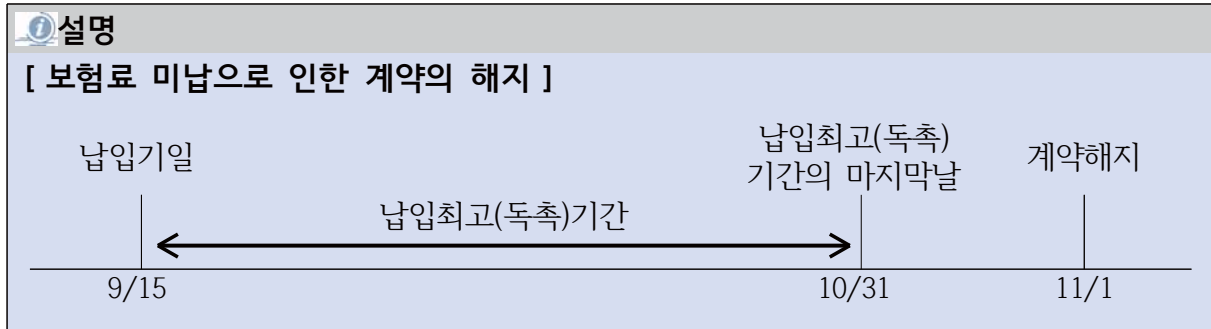 설명
[ 보험료 미납으로 인한 계약의 해지 ]
납입기일
납입최고(독촉)
기간의 마지막날
계약해지
납입최고(독촉)기간
9/15
10/31
11/1